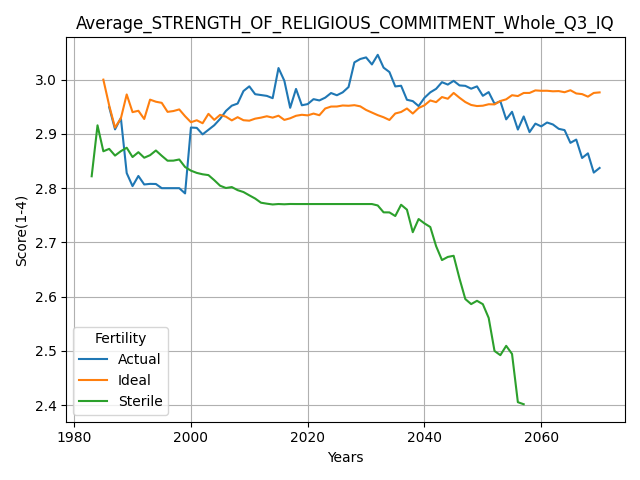 Average_STRENGTH_OF_RELIGIOUS_COMMITMENT_Whole_Q3_IQ
Score(1-4)
3.0
2.9
2.8
2.7
2.6
2.5
2.4
Fertility
Actual
Ideal
Sterile
1980 2000 2020 2040 2060
Years